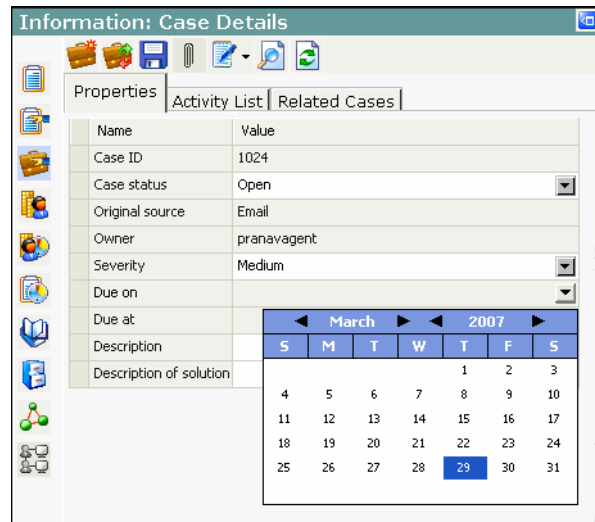 Information: Case Details
Properties Activity List Related Cases
Name Value
Case ID 1024
Case status Open
Original source Email
Owner pranavagent
Severity Medium
Due on
Due at
Description
Description of solution
March 2007
S M T W T F S
1 2 3
4 5 6 7 8 9 10
11 12 13 14 15 16 17
18 19 20 21 22 23 24
25 26 27 28 29 30 31